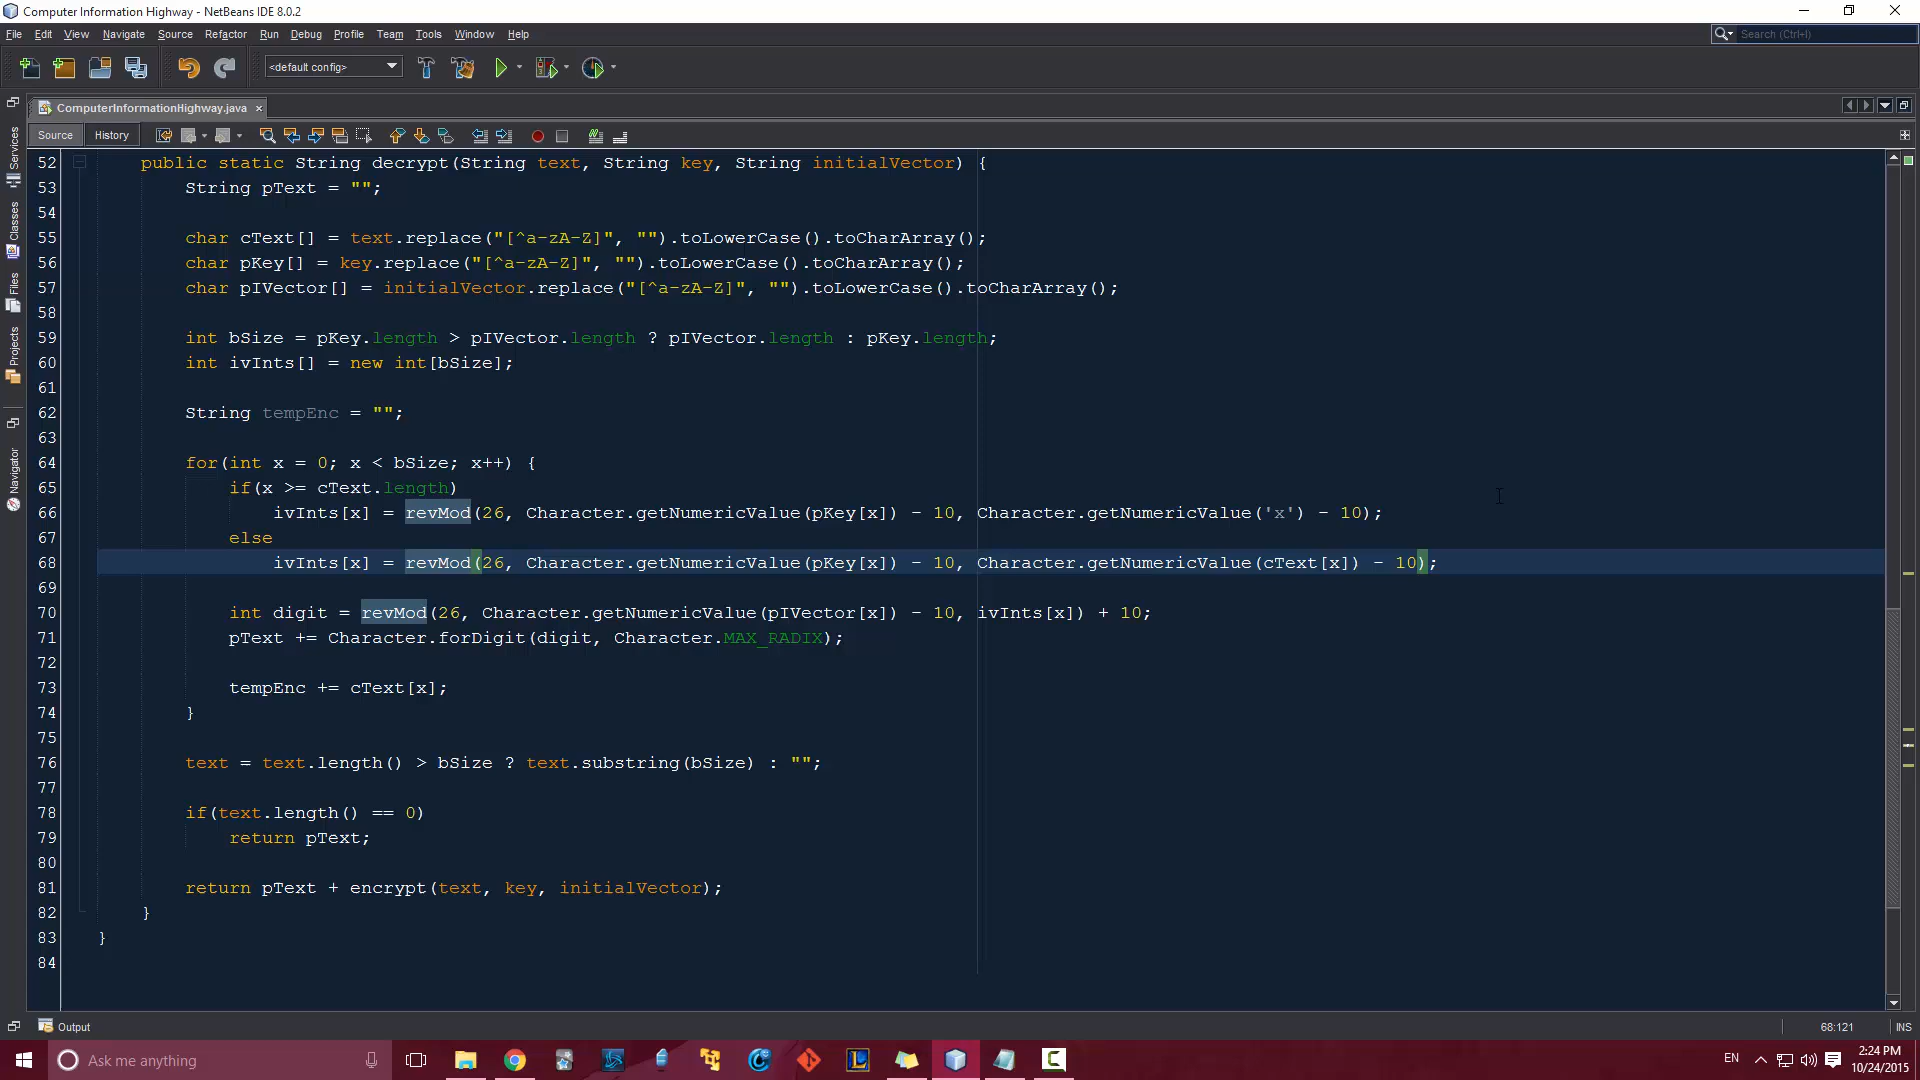 Computer Information Highway - NetBeans IDE 8.0.2
File Edit View Navigate Source Refactor Run Debug Profile Team Tools Window Help
Search (Ctrl+I)
<default config>
ComputerInformationHighway.java
Source History
Services
Classes
Files
Projects
Navigator
52 public static String decrypt(String text, String key, String initialVector) {
53 String pText = "";
54
55 char cText[] = text.replace("[^a-zA-Z]", "").toLowerCase().toCharArray();
56 char pKey[] = key.replace("[^a-zA-Z]", "").toLowerCase().toCharArray();
57 char pIVector[] = initialVector.replace("[^a-zA-Z]", "").toLowerCase().toCharArray();
58
59 int bSize = pKey.length > pIVector.length ? pIVector.length : pKey.length;
60 int ivInts[] = new int[bSize];
61
62 String tempEnc = "";
63
64 for(int x = 0; x < bSize; x++) {
65 if(x >= cText.length)
66 ivInts[x] = revMod(26, Character.getNumericValue(pKey[x]) - 10, Character.getNumericValue('x') - 10);
67 else
68 ivInts[x] = revMod(26, Character.getNumericValue(pKey[x]) - 10, Character.getNumericValue(cText[x]) - 10);
69
70 int digit = revMod(26, Character.getNumericValue(pIVector[x]) - 10, ivInts[x]) + 10;
71 pText += Character.forDigit(digit, Character.MAX_RADIX);
72
73 tempEnc += cText[x];
74 }
75
76 text = text.length() > bSize ? text.substring(bSize) : "";
77
78 if(text.length() == 0)
79 return pText;
80
81 return pText + encrypt(text, key, initialVector);
82 }
83 }
84
Output
68:121 INS
Ask me anything
EN
2:24 PM
10/24/2015